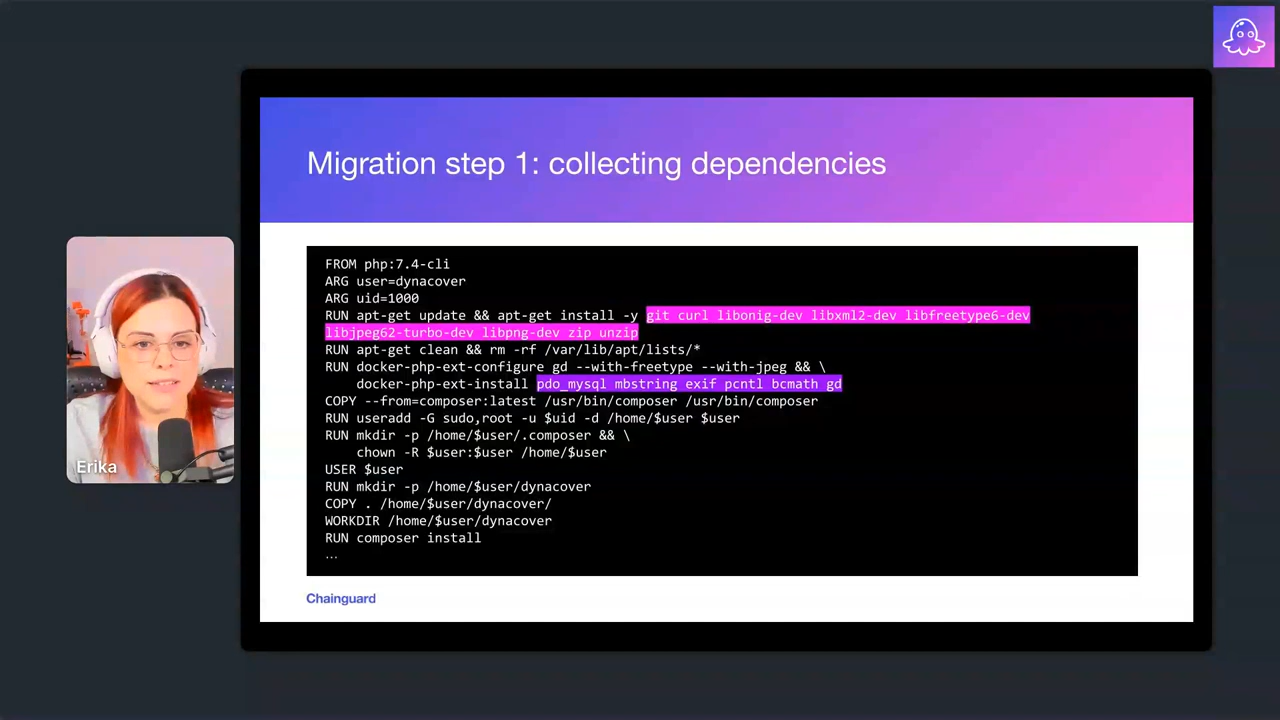 Migration step 1: collecting dependencies
FROM php:7.4-cli
ARG user=dynacover
ARG uid=1000
RUN apt-get update && apt-get install -y git curl libonig-dev libxml2-dev libfreetype6-dev
libjpeg62-turbo-dev libpng-dev zip unzip
RUN apt-get clean && rm -rf /var/lib/apt/lists/*
RUN docker-php-ext-configure gd --with-freetype --with-jpeg && \
docker-php-ext-install pdo_mysql mbstring exif pcntl bcmath gd
COPY --from=composer:latest /usr/bin/composer /usr/bin/composer
RUN useradd -G sudo,root -u $uid -d /home/$user $user
RUN mkdir -p /home/$user/.composer && \
chown -R $user:$user /home/$user
USER $user
RUN mkdir -p /home/$user/dynacover
COPY . /home/$user/dynacover/
WORKDIR /home/$user/dynacover
RUN composer install
…
Chainguard
Erika